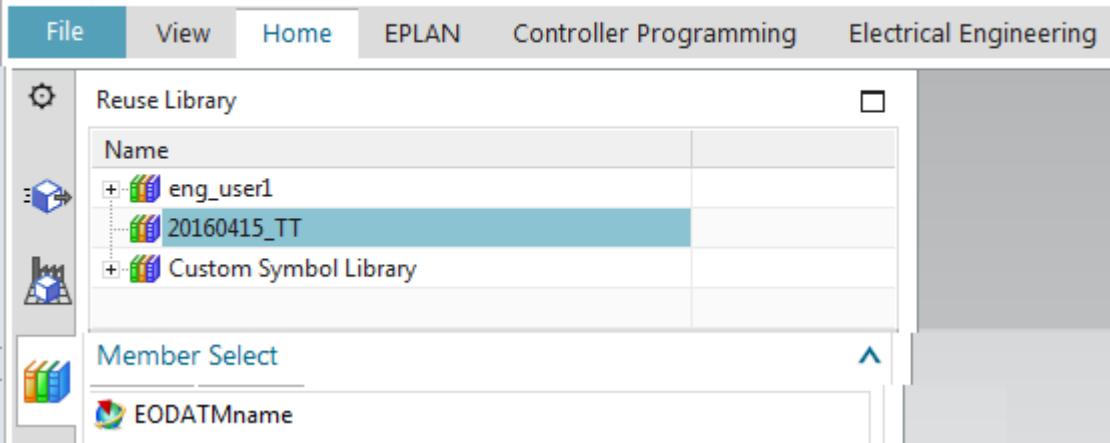 File View Home EPLAN Controller Programming Electrical Engineering
Reuse Library
Name
eng_user1
20160415_TT
Custom Symbol Library
Member Select
EODATMname